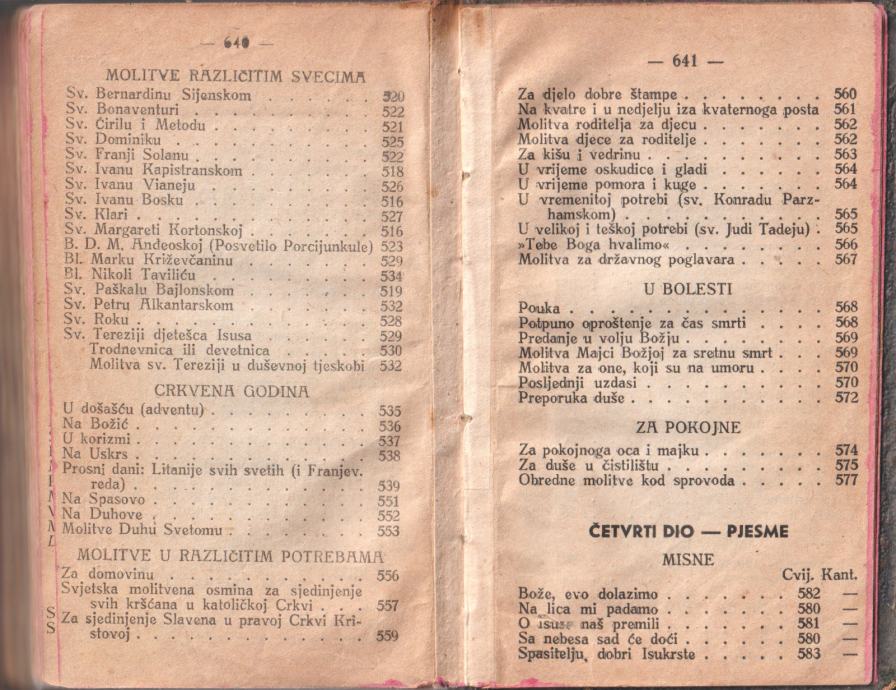 — 640 —
MOLITVE RAZLIČITIM SVECIMA
Sv. Bernardinu Sijenskom . . . . . . . 520
Sv. Bonaventuri . . . . . . . . . . 522
Sv. Ćirilu i Metodu . . . . . . . . . 521
Sv. Dominiku . . . . . . . . . . . 525
Sv. Franji Solanu . . . . . . . . . . 522
Sv. Ivanu Kapistranskom . . . . . . . 518
Sv. Ivanu Vianeju . . . . . . . . . 526
Sv. Ivanu Bosku . . . . . . . . . . 516
Sv. Klari . . . . . . . . . . . . 527
Sv. Margareti Kortonskoj . . . . . . . 516
B. D. M. Anđeoskoj (Posvetilo Porcijunkule) 523
Bl. Marku Križevčaninu . . . . . . . 529
Bl. Nikoli Taviliću . . . . . . . . . 534
Sv. Paškalu Bajlonskom . . . . . . . 519
Sv. Petru Alkantarskom . . . . . . . 532
Sv. Roku . . . . . . . . . . . . 528
Sv. Tereziji djetešca Isusa . . . . . . 529
Trodnevnica ili devetnica . . . . . 530
Molitva sv. Tereziji u duševnoj tjeskobi 532
CRKVENA GODINA
U došašću (adventu) . . . . . . . . . 535
Na Božić . . . . . . . . . . . . 536
U korizmi . . . . . . . . . . . . 537
Na Uskrs . . . . . . . . . . . . 538
Prosni dani: Litanije svih svetih (i Franjev.
reda) . . . . . . . . . . . . 539
Na Spasovo . . . . . . . . . . . 551
Na Duhove . . . . . . . . . . . 552
Molitve Duhu Svetomu . . . . . . . . 553
MOLITVE U RAZLIČITIM POTREBAMA
Za domovinu . . . . . . . . . . . 556
Svjetska molitvena osmina za sjedinjenje
svih kršćana u katoličkoj Crkvi . . . 557
Za sjedinjenje Slavena u pravoj Crkvi Kri-
stovoj . . . . . . . . . . . . 559
— 641 —
Za djelo dobre štampe . . . . . . . . 560
Na kvatre i u nedjelju iza kvaternoga posta 561
Molitva roditelja za djecu . . . . . . . 562
Molitva djece za roditelje . . . . . . . 562
Za kišu i vedrinu . . . . . . . . . . 563
U vrijeme oskudice i gladi . . . . . . 564
U vrijeme pomora i kuge . . . . . . . 564
U vremenitoj potrebi (sv. Konradu Parz-
hamskom) . . . . . . . . . . . 565
U velikoj i teškoj potrebi (sv. Judi Tadeju) . 565
»Tebe Boga hvalimo« . . . . . . . . 566
Molitva za državnog poglavara . . . . . 567
U BOLESTI
Pouka . . . . . . . . . . . . . 568
Potpuno oproštenje za čas smrti . . . . 568
Predanje u volju Božju . . . . . . . 569
Molitva Majci Božjoj za sretnu smrt . . 569
Molitva za one, koji su na umoru . . . . 570
Posljednji uzdasi . . . . . . . . . . 570
Preporuka duše . . . . . . . . . . 572
ZA POKOJNE
Za pokojnoga oca i majku . . . . . . . 574
Za duše u čistilištu . . . . . . . . . 575
Obredne molitve kod sprovoda . . . . . 577
ČETVRTI DIO — PJESME
MISNE
Cvij. Kant.
Bože, evo dolazimo . . . . . . 582 —
Na lica mi padamo . . . . . . 580 —
O Isuse naš premili . . . . . . 581 —
Sa nebesa sad će doći . . . . . 580 —
Spasitelju, dobri Isukrste . . . . . 583 —